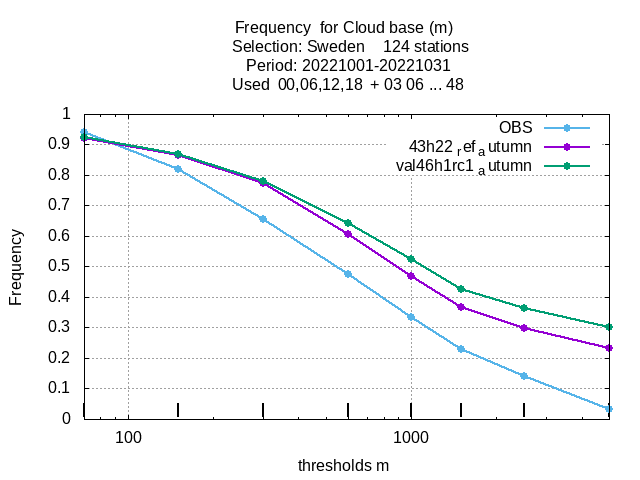 Frequency for Cloud base (m)
Selection: Sweden 124 stations
Period: 20221001-20221031
Used 00,06,12,18 + 03 06 ... 48
OBS
43h22 ref autumn
val46h1rc1 autumn
1
0.9
0.8
0.7
0.6
0.5
0.4
0.3
0.2
0.1
0
Frequency
100 1000
thresholds m